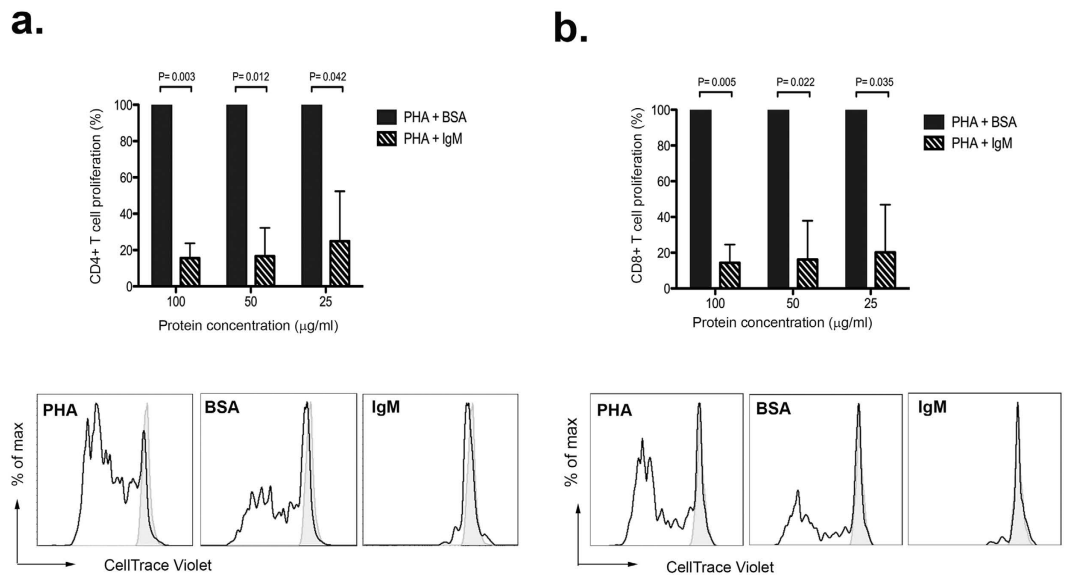 a.
P= 0.003
P= 0.012
P= 0.042
100
80
60
40
20
0
CD4+ T cell proliferation (%)
100
50
25
Protein concentration (µg/ml)
PHA + BSA
PHA + IgM
PHA
BSA
IgM
% of max
CellTrace Violet
b.
P= 0.005
P= 0.022
P= 0.035
100
80
60
40
20
0
CD8+ T cell proliferation (%)
100
50
25
Protein concentration (µg/ml)
PHA + BSA
PHA + IgM
PHA
BSA
IgM
% of max
CellTrace Violet